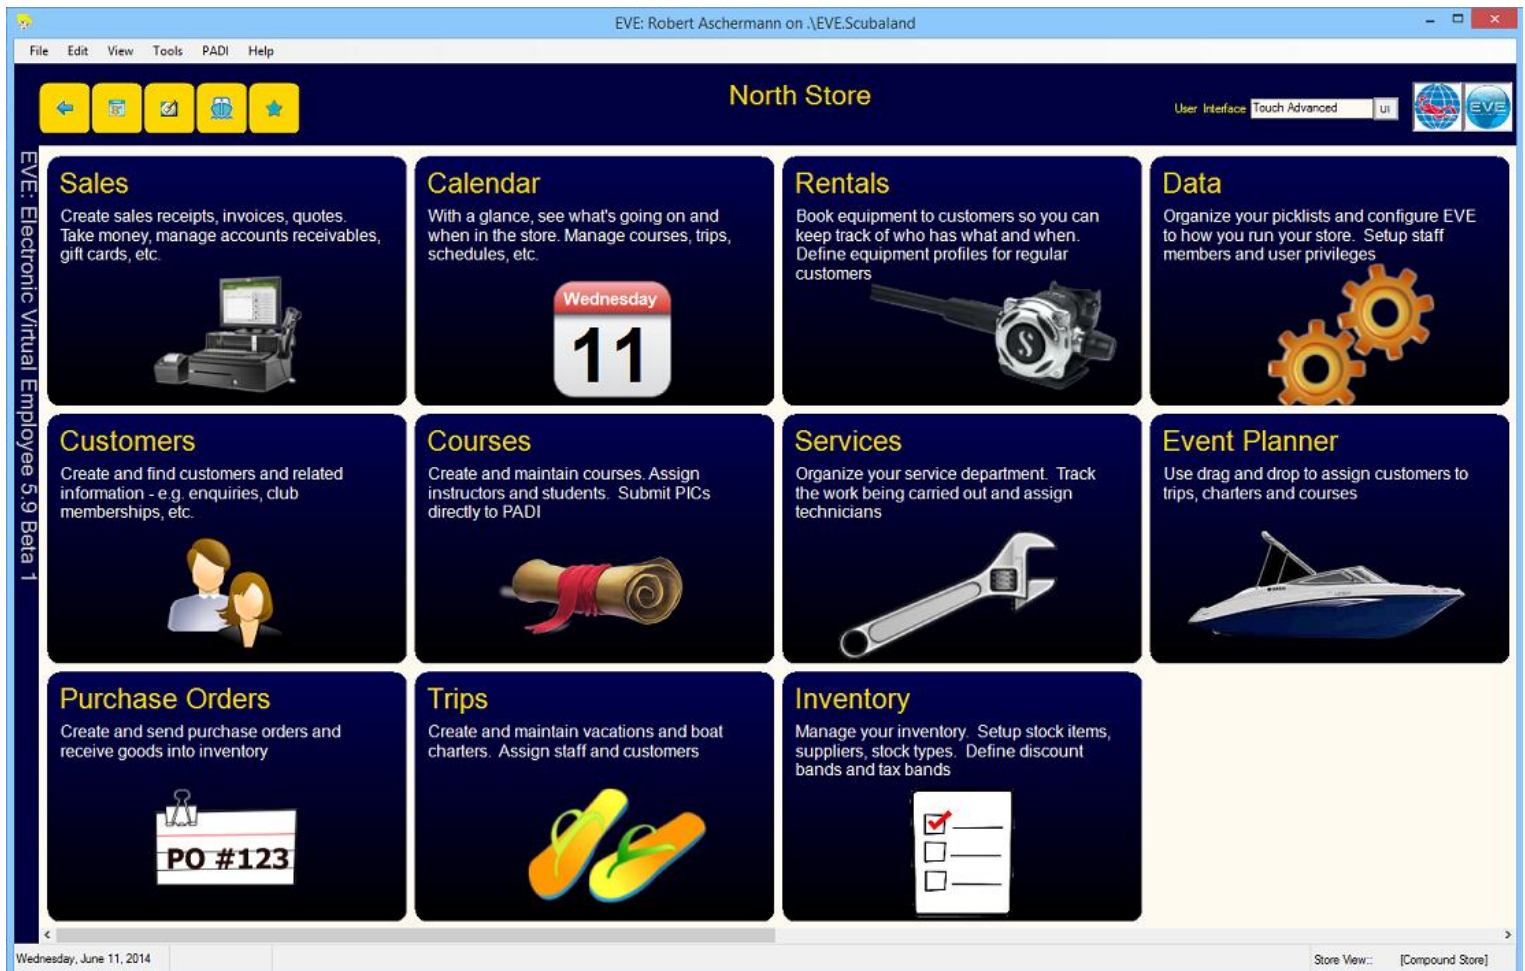 EVE: Robert Aschermann on .\EVE.Scubaland
File Edit View Tools PADI Help
North Store
User Interface Touch Advanced UI
EVE
EVE: Electronic Virtual Employee 5.9 Beta 1
Sales
Create sales receipts, invoices, quotes.
Take money, manage accounts receivables,
gift cards, etc.
Calendar
With a glance, see what's going on and
when in the store. Manage courses, trips,
schedules, etc.
Wednesday
11
Rentals
Book equipment to customers so you can
keep track of who has what and when.
Define equipment profiles for regular
customers
S
Data
Organize your picklists and configure EVE
to how you run your store. Setup staff
members and user privileges
Customers
Create and find customers and related
information - e.g. enquiries, club
memberships, etc.
Courses
Create and maintain courses. Assign
instructors and students. Submit PICs
directly to PADI
Services
Organize your service department. Track
the work being carried out and assign
technicians
Event Planner
Use drag and drop to assign customers to
trips, charters and courses
Purchase Orders
Create and send purchase orders and
receive goods into inventory
PO #123
Trips
Create and maintain vacations and boat
charters. Assign staff and customers
Inventory
Manage your inventory. Setup stock items,
suppliers, stock types. Define discount
bands and tax bands
Wednesday, June 11, 2014
Store View:: [Compound Store]